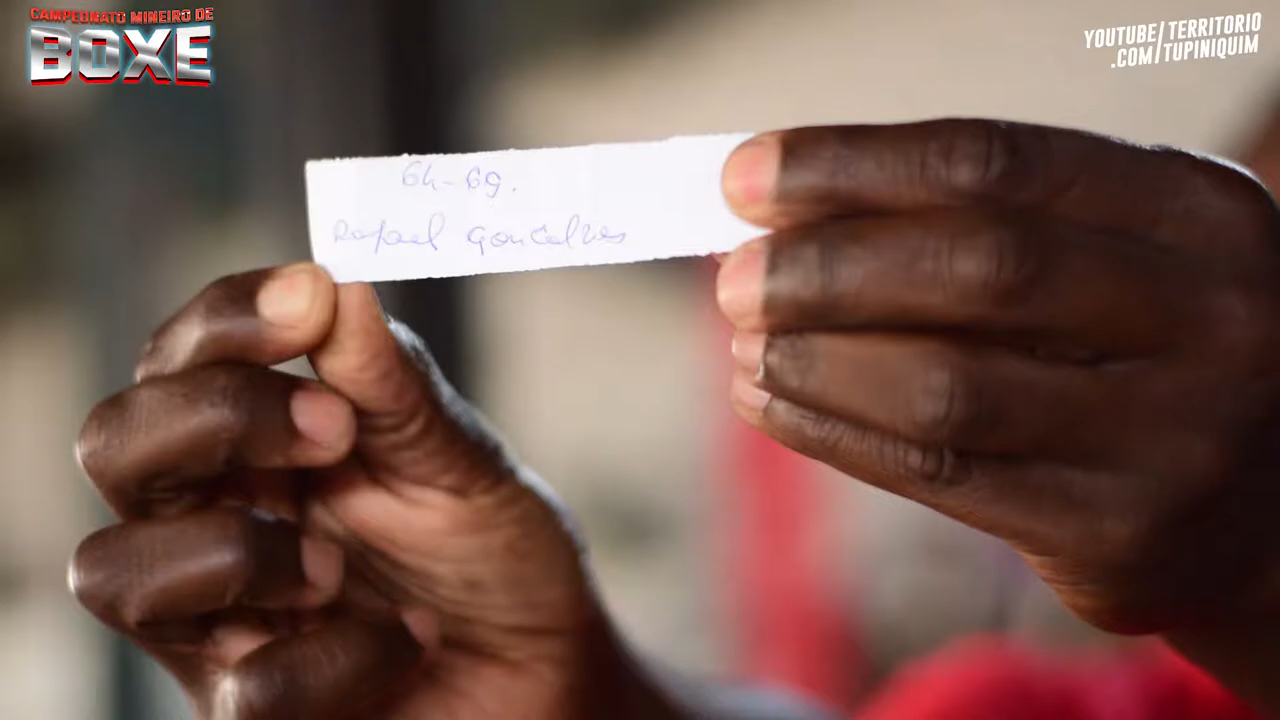 CAMPEONATO MINEIRO DE
BOXE
YOUTUBE/TERRITORIO
.COM/TUPINIQUIM
64-69.
Rafael Goncalves